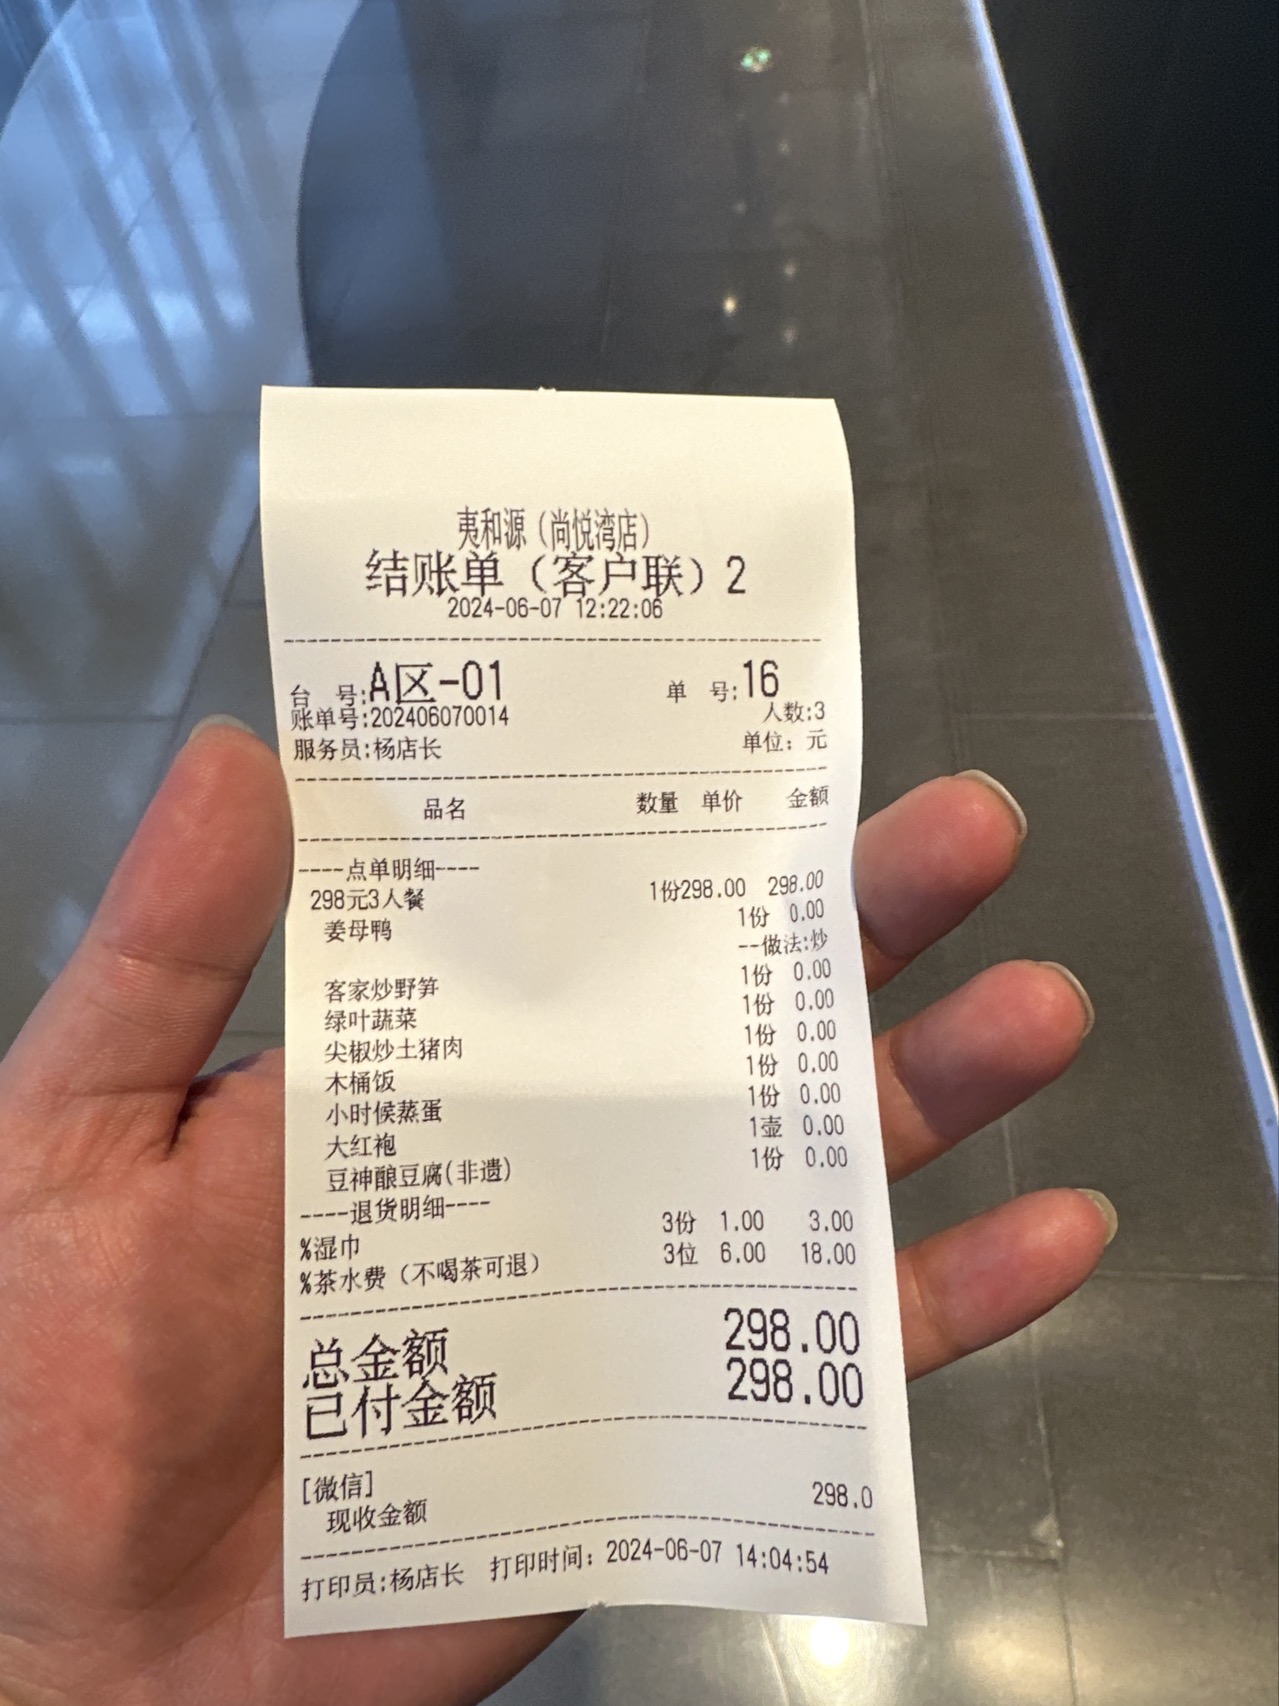 夷和源（尚悦湾店）
结账单（客户联）2
2024-06-07 12:22:06
台 号:A区-01 单 号:16
账单号:202406070014 人数:3
服务员:杨店长 单位：元
品名 数量 单价 金额
----点单明细----
298元3人餐 1份298.00 298.00
姜母鸭 1份 0.00
--做法:炒
客家炒野笋 1份 0.00
绿叶蔬菜 1份 0.00
尖椒炒土猪肉 1份 0.00
木桶饭 1份 0.00
小时候蒸蛋 1份 0.00
大红袍 1壶 0.00
豆神酿豆腐(非遗) 1份 0.00
----退货明细----
%湿巾 3份 1.00 3.00
%茶水费（不喝茶可退） 3位 6.00 18.00
总金额 298.00
已付金额 298.00
[微信]
现收金额 298.0
打印员:杨店长 打印时间：2024-06-07 14:04:54